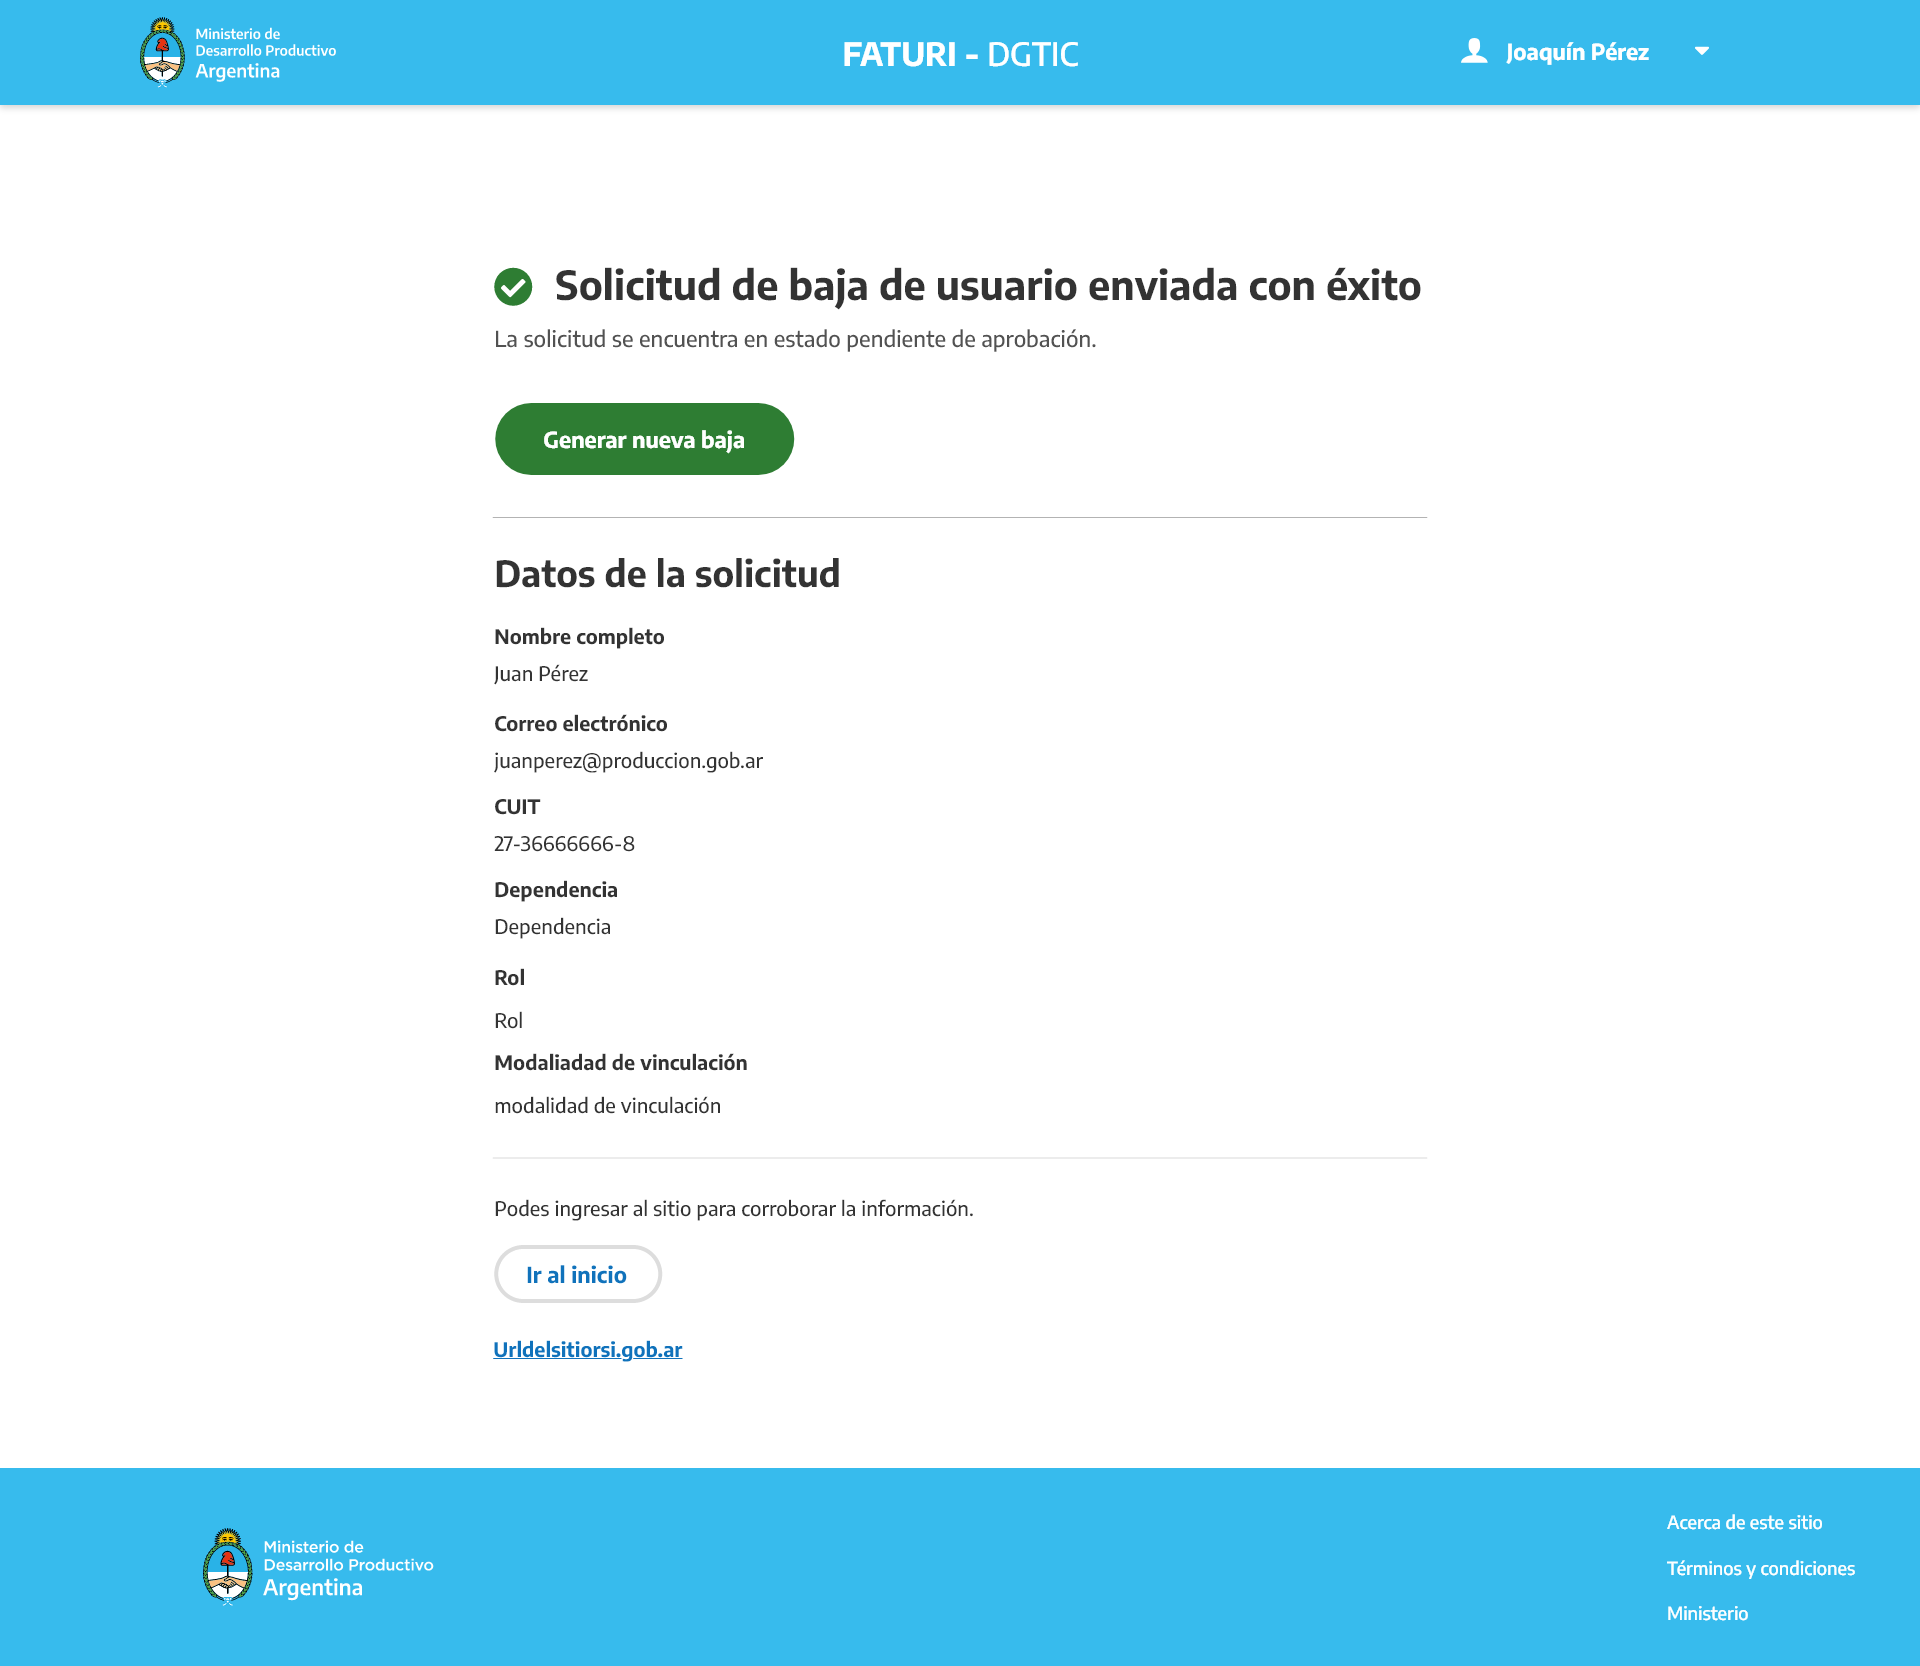 Ministerio de
Desarrollo Productivo
Argentina
FATURI - DGTIC
Joaquín Pérez
Solicitud de baja de usuario enviada con éxito
La solicitud se encuentra en estado pendiente de aprobación.
Generar nueva baja
Datos de la solicitud
Nombre completo
Juan Pérez
Correo electrónico
juanperez@produccion.gob.ar
CUIT
27-36666666-8
Dependencia
Dependencia
Rol
Rol
Modaliadad de vinculación
modalidad de vinculación
Podes ingresar al sitio para corroborar la información.
Ir al inicio
Urldelsitiorsi.gob.ar
Ministerio de
Desarrollo Productivo
Argentina
Acerca de este sitio
Términos y condiciones
Ministerio